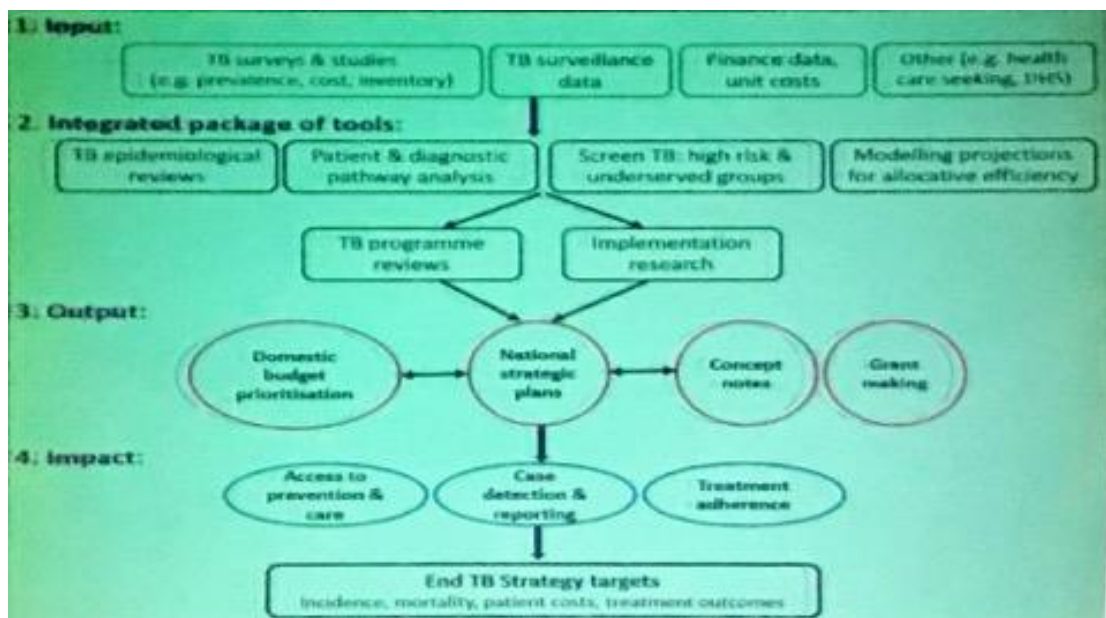 1. Input:
TB surveys & studies
(e.g. prevalence, cost, inventory)
TB surveillance
data
Finance data,
unit costs
Other (e.g. health
care seeking, DHS)
2. Integrated package of tools:
TB epidemiological
reviews
Patient & diagnostic
pathway analysis
Screen TB: high risk &
underserved groups
Modelling projections
for allocative efficiency
TB programme
reviews
Implementation
research
3. Output:
Domestic
budget
prioritisation
National
strategic
plans
Concept
notes
Grant
making
4. Impact:
Access to
prevention &
care
Case
detection &
reporting
Treatment
adherence
End TB Strategy targets
Incidence, mortality, patient costs, treatment outcomes